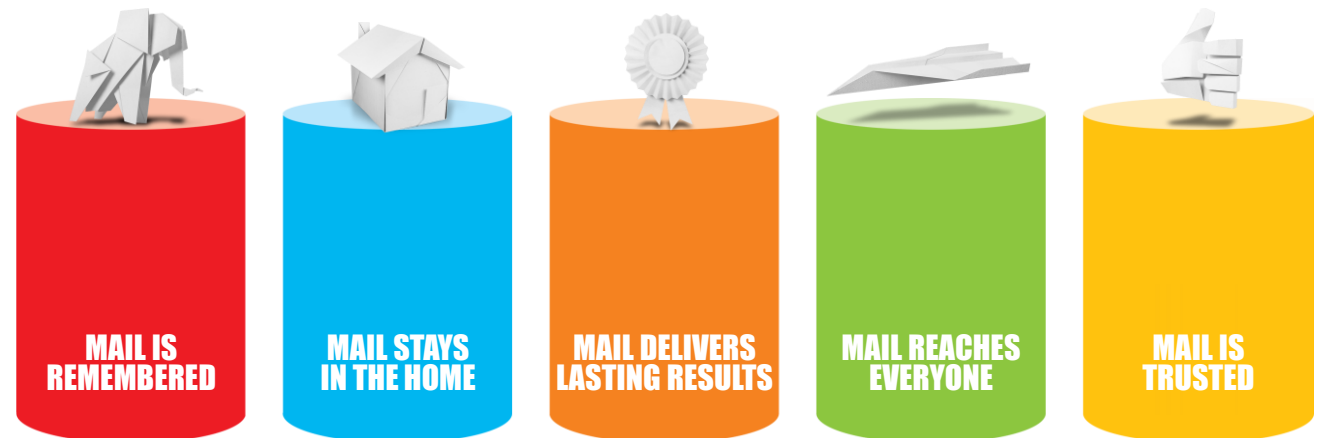 MAIL IS
REMEMBERED
MAIL STAYS
IN THE HOME
MAIL DELIVERS
LASTING RESULTS
MAIL REACHES
EVERYONE
MAIL IS
TRUSTED